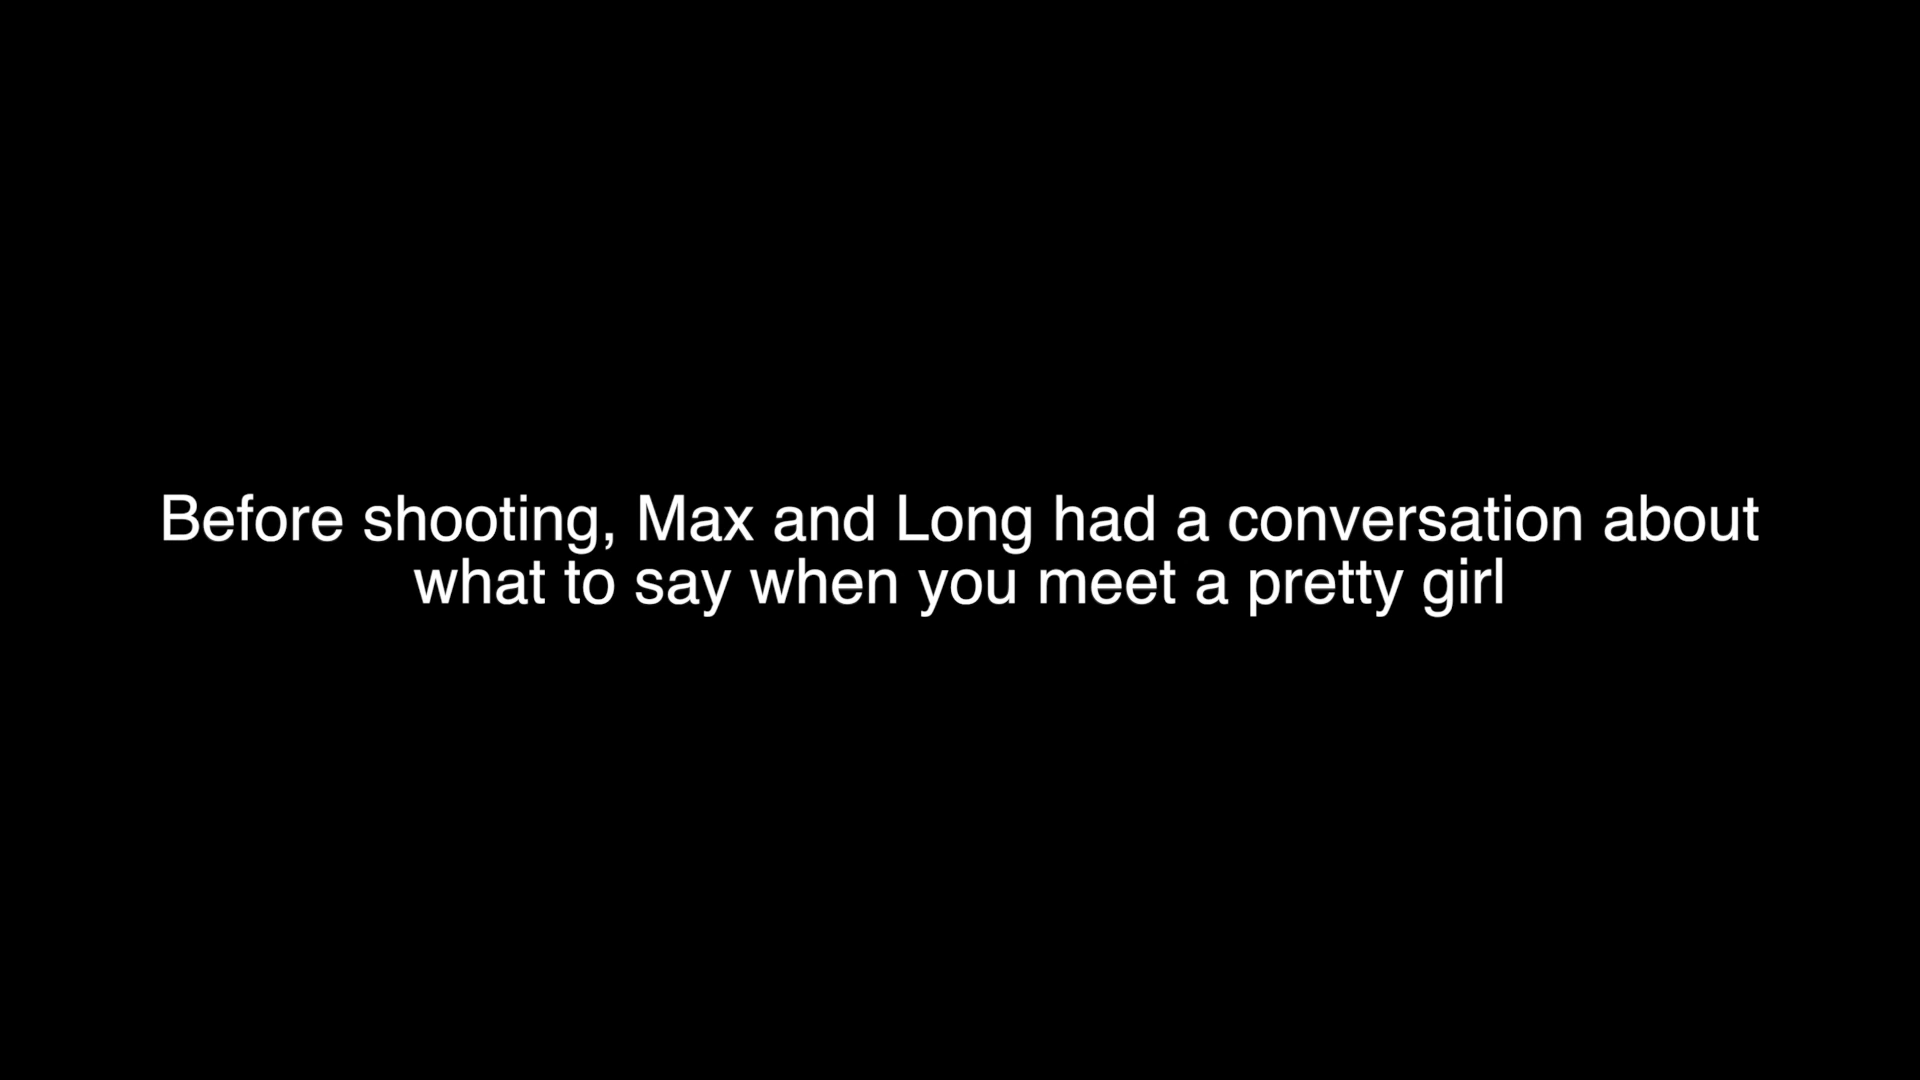 Before shooting, Max and Long had a conversation about
what to say when you meet a pretty girl